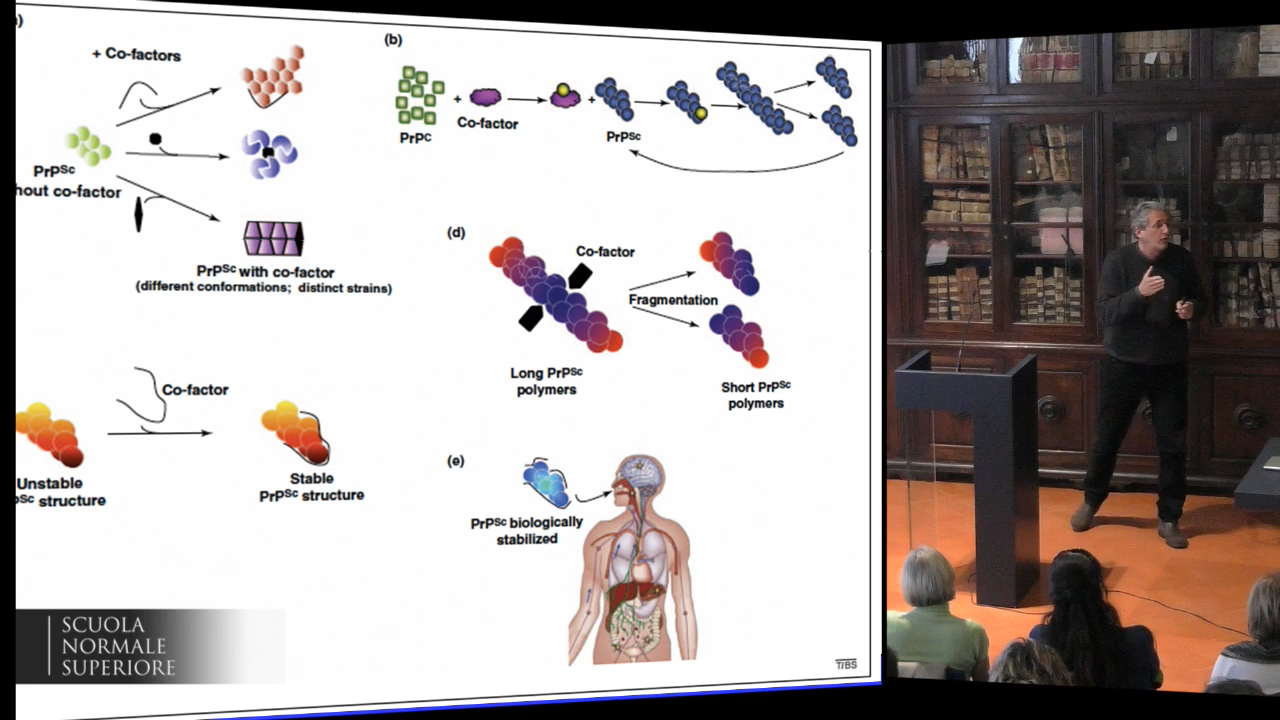 )
+ Co-factors
PrPSc
hout co-factor
PrPSc with co-factor
(different conformations; distinct strains)
Co-factor
Unstable
Sc structure
Stable
PrPSc structure
(b)
PrPC
+
Co-factor
+
PrPSc
(d)
Co-factor
Fragmentation
Long PrPSc
polymers
Short PrPSc
polymers
(e)
PrPSc biologically
stabilized
TiBS
SCUOLA
NORMALE
SUPERIORE